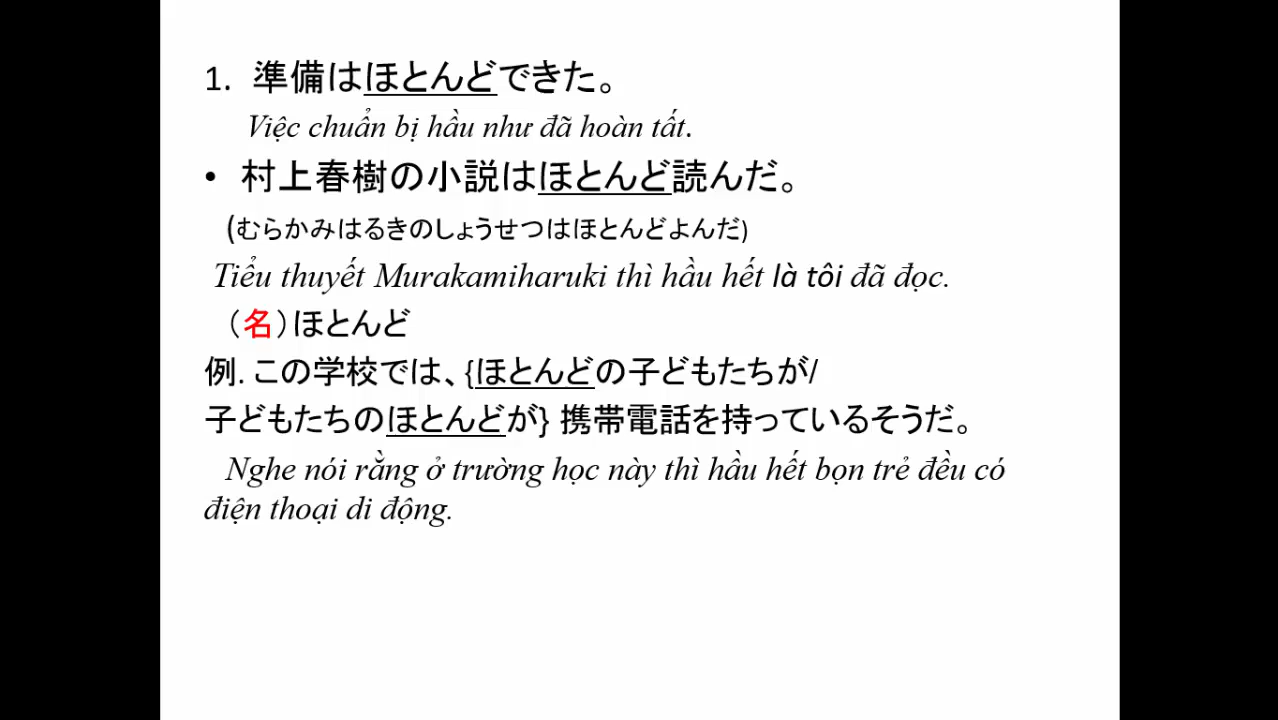 1. 準備はほとんどできた。
Việc chuẩn bị hầu như đã hoàn tất.
• 村上春樹の小説はほとんど読んだ。
(むらかみはるきのしょうせつはほとんどよんだ)
Tiểu thuyết Murakamiharuki thì hầu hết là tôi đã đọc.
（名）ほとんど
例. この学校では、{ほとんどの子どもたちが/
子どもたちのほとんどが} 携帯電話を持っているそうだ。
Nghe nói rằng ở trường học này thì hầu hết bọn trẻ đều có
điện thoại di động.